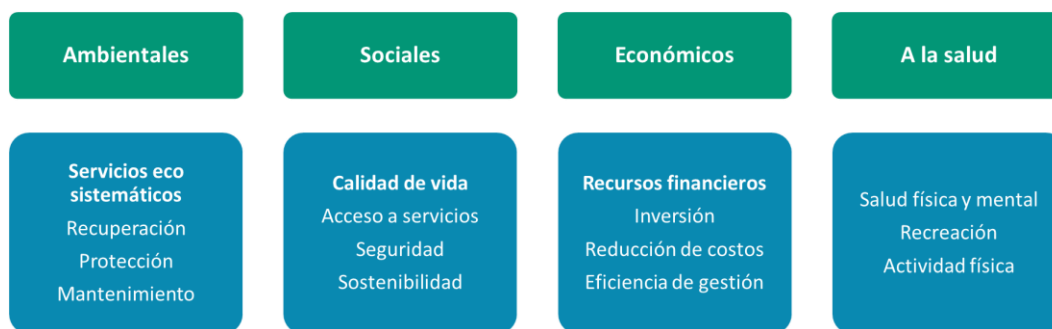 Ambientales
Sociales
Económicos
A la salud
Servicios eco
sistemáticos
Recuperación
Protección
Mantenimiento
Calidad de vida
Acceso a servicios
Seguridad
Sostenibilidad
Recursos financieros
Inversión
Reducción de costos
Eficiencia de gestión
Salud física y mental
Recreación
Actividad física